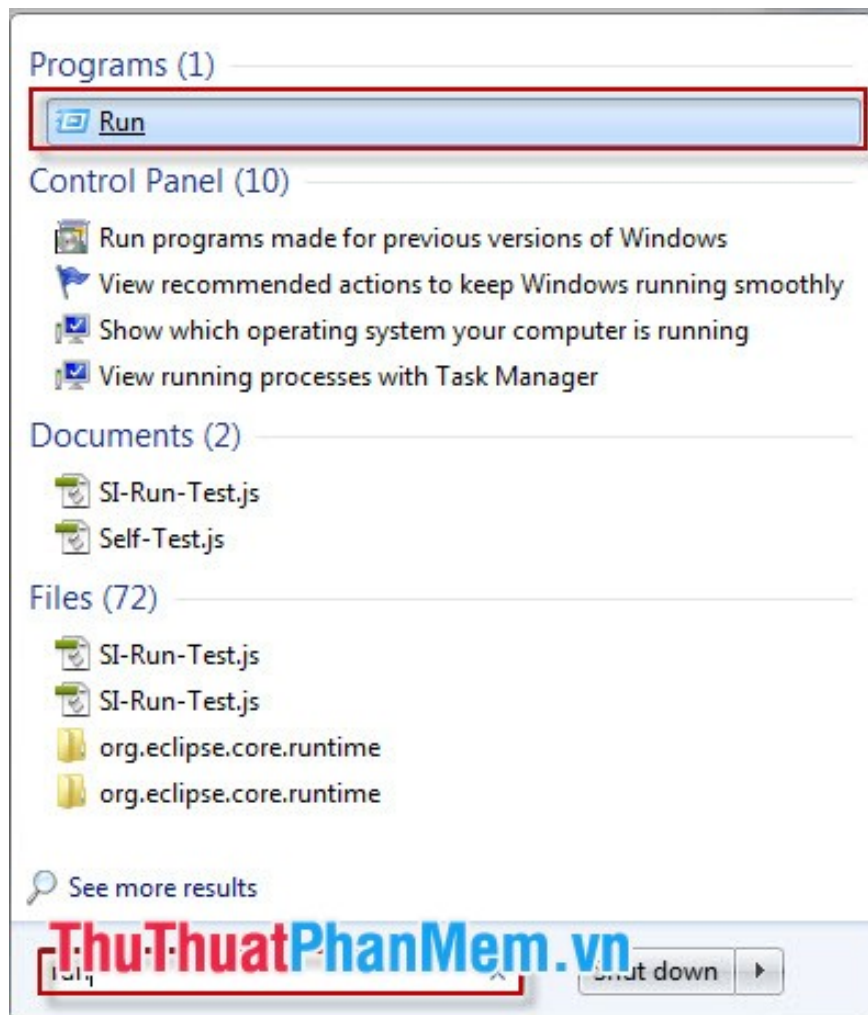 Programs (1)
Run
Control Panel (10)
Run programs made for previous versions of Windows
View recommended actions to keep Windows running smoothly
Show which operating system your computer is running
View running processes with Task Manager
Documents (2)
SI-Run-Test.js
Self-Test.js
Files (72)
SI-Run-Test.js
SI-Run-Test.js
org.eclipse.core.runtime
org.eclipse.core.runtime
See more results
ThuThuatPhanMem.vn
run
Shut down